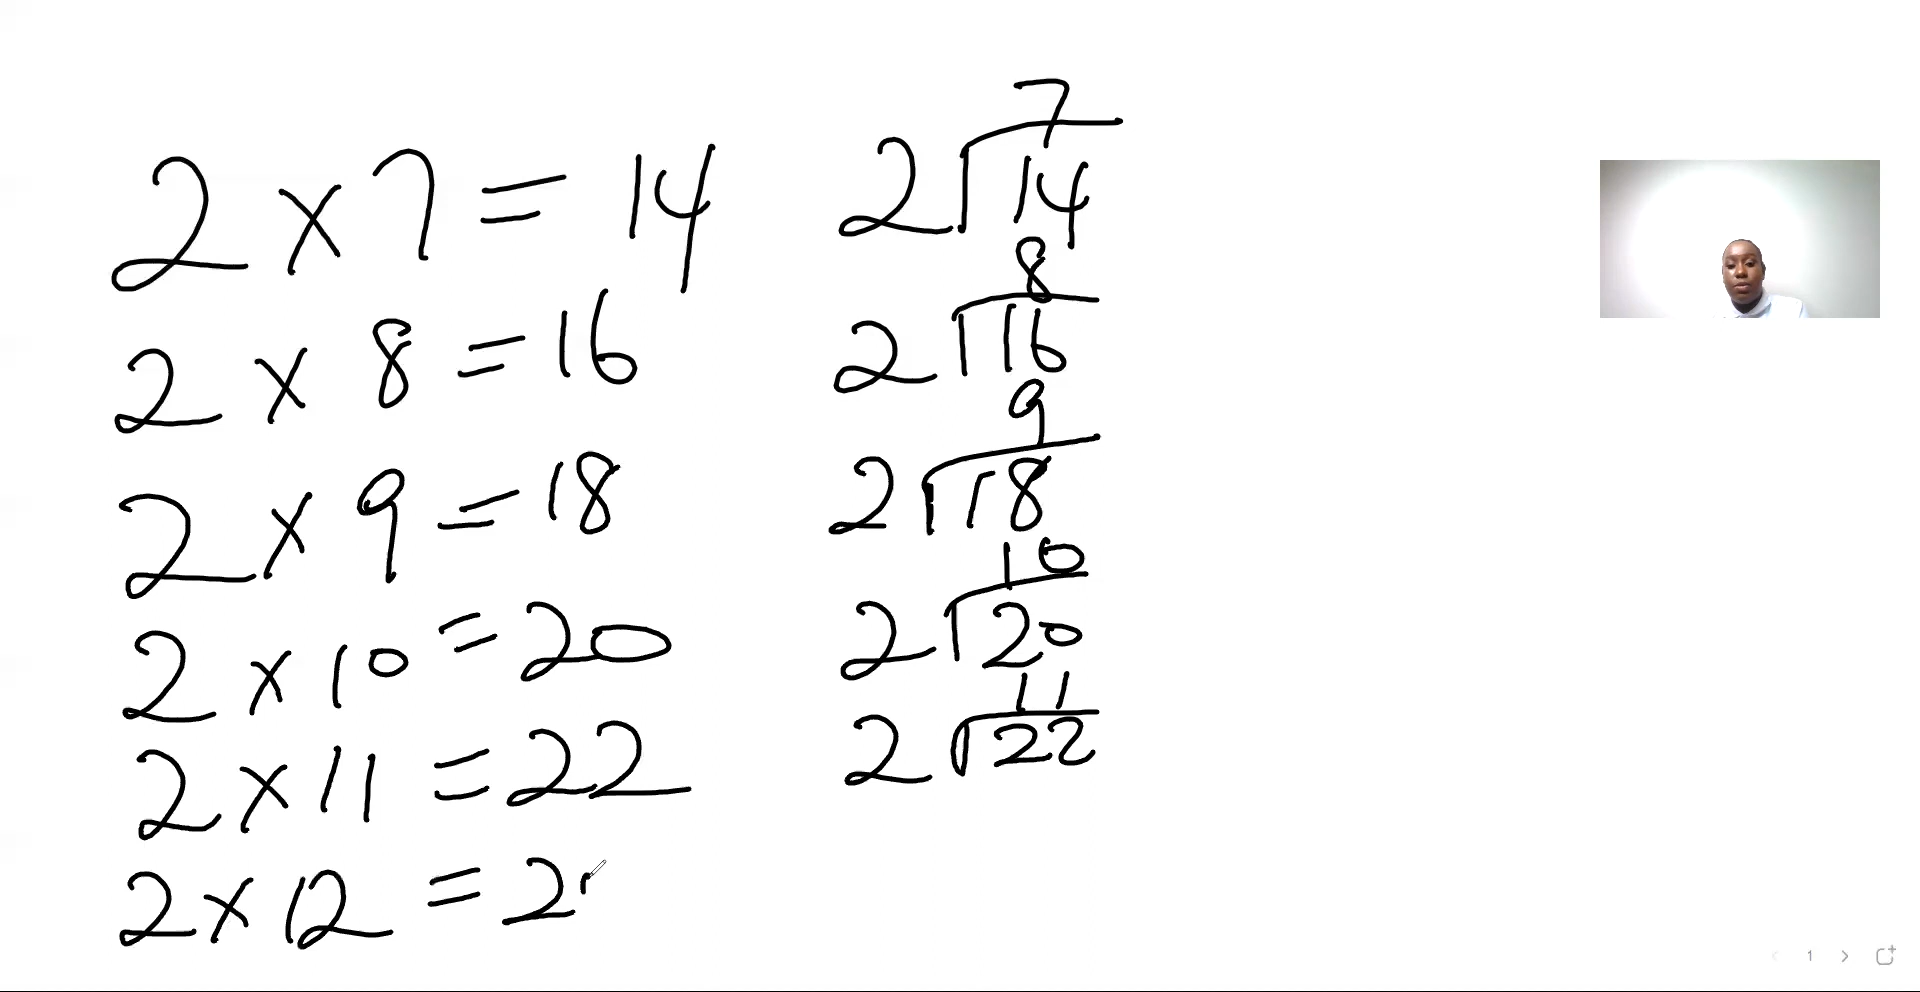 2 × 7 = 14
2 × 8 = 16
2 × 9 = 18
2 × 10 = 20
2 × 11 = 22
2 × 12 = 2
7
2 14
8
2 16
9
2 18
10
2 20
11
2 22
1